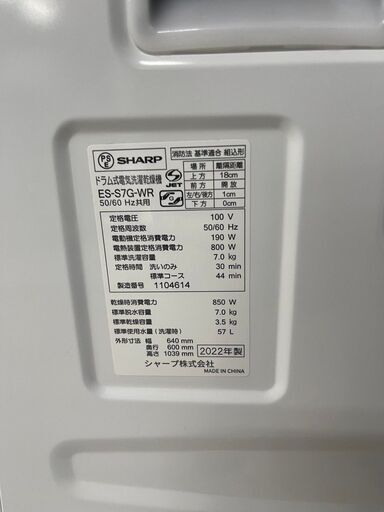 PS E SHARP
ドラム式電気洗濯乾燥機
ES-S7G-WR
50/60 Hz共用
S JET
消防法 基準適合 組込形
場所 離隔距離
上方 18cm
前方 開放
左/右/後方 1cm
下方 0cm
定格電圧 100 V
定格周波数 50/60 Hz
電動機定格消費電力 190 W
電熱装置定格消費電力 800 W
標準洗濯容量 7.0 kg
定格時間 洗いのみ 30 min
標準コース 44 min
製造番号 1104614
乾燥時消費電力 850 W
標準脱水容量 7.0 kg
標準乾燥容量 3.5 kg
標準使用水量(洗濯時) 57 L
外形寸法 幅 640 mm
奥行 600 mm
高さ 1039 mm
2022年製
シャープ株式会社
MADE IN CHINA